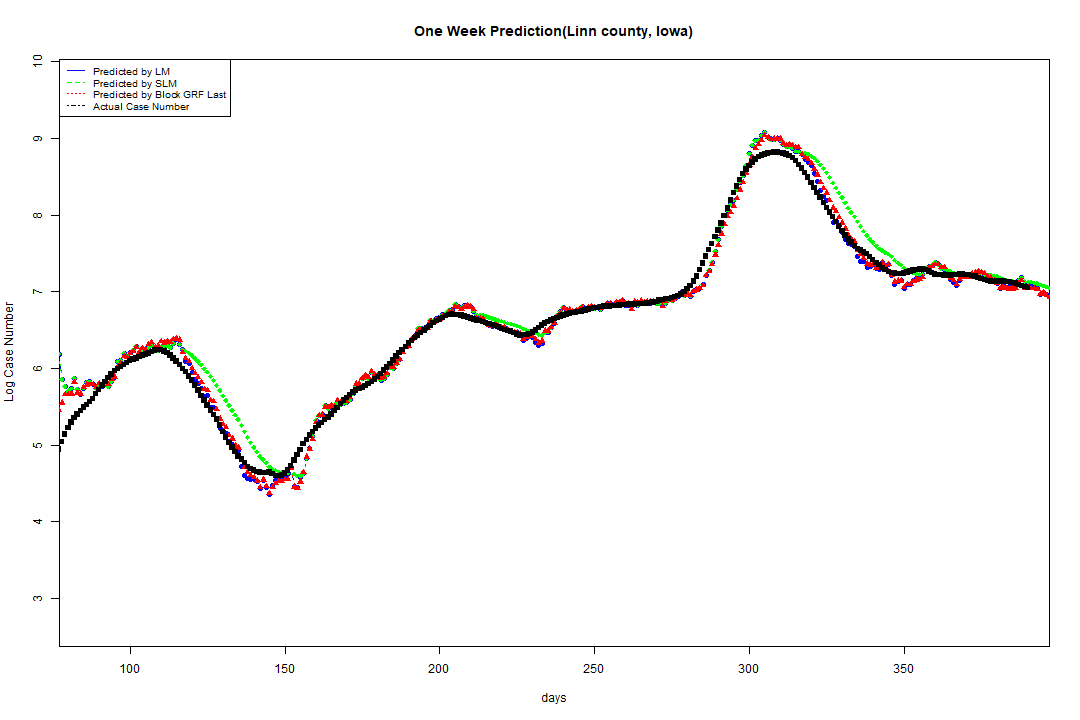 One Week Prediction(Linn county, Iowa)
Predicted by LM
Predicted by SLM
Predicted by Block GRF Last
Actual Case Number
Log Case Number
10
9
8
7
6
5
4
3
100 150 200 250 300 350
days